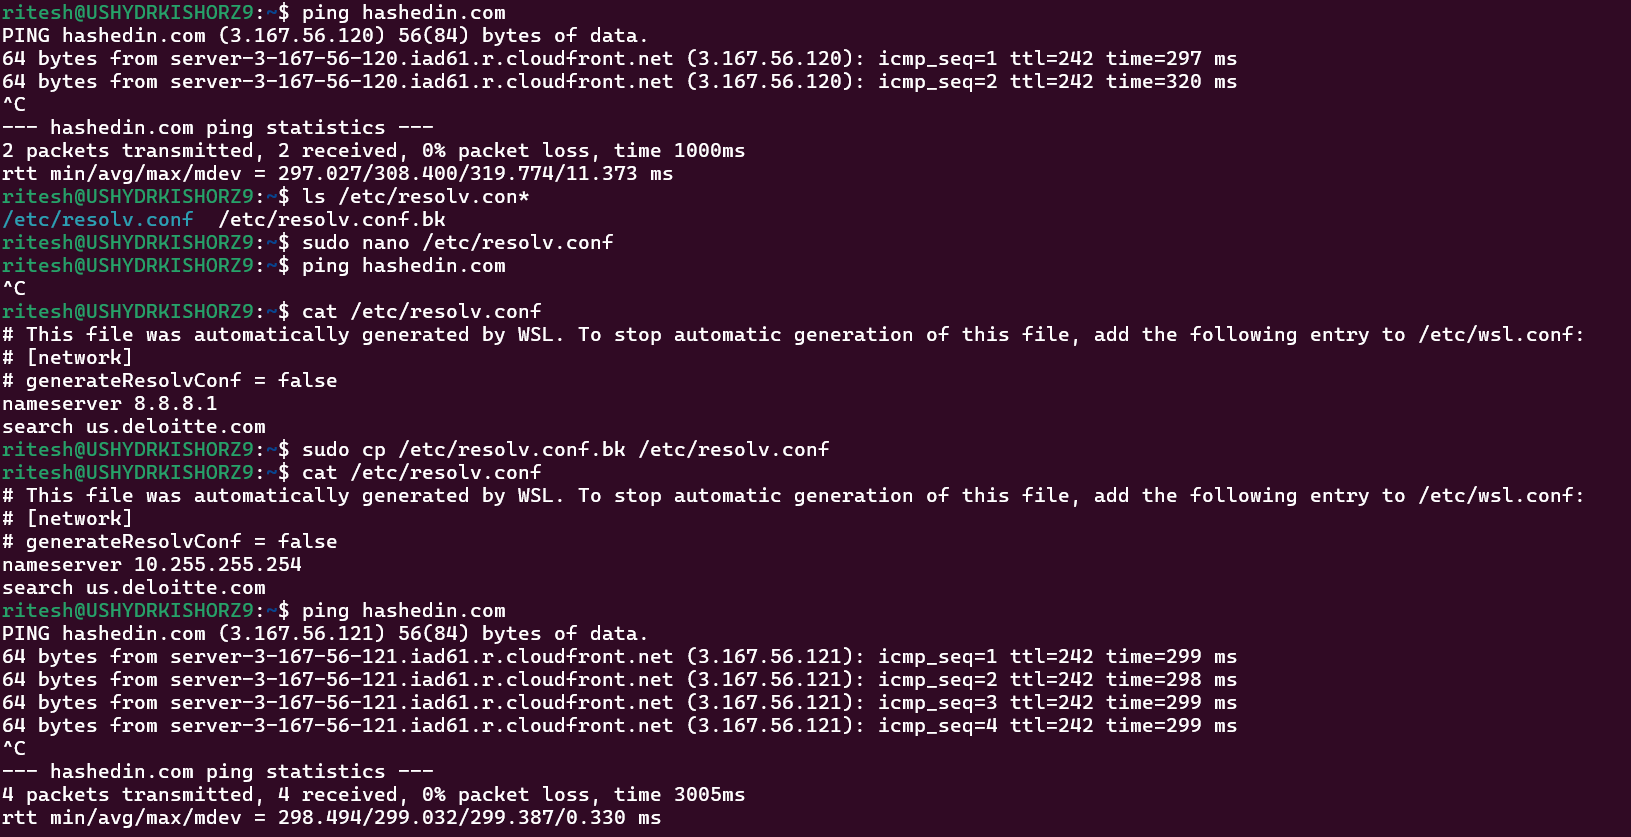 ritesh@USHYDRKISHORZ9:~$ ping hashedin.com
PING hashedin.com (3.167.56.120) 56(84) bytes of data.
64 bytes from server-3-167-56-120.iad61.r.cloudfront.net (3.167.56.120): icmp_seq=1 ttl=242 time=297 ms
64 bytes from server-3-167-56-120.iad61.r.cloudfront.net (3.167.56.120): icmp_seq=2 ttl=242 time=320 ms
^C
--- hashedin.com ping statistics ---
2 packets transmitted, 2 received, 0% packet loss, time 1000ms
rtt min/avg/max/mdev = 297.027/308.400/319.774/11.373 ms
ritesh@USHYDRKISHORZ9:~$ ls /etc/resolv.con*
/etc/resolv.conf  /etc/resolv.conf.bk
ritesh@USHYDRKISHORZ9:~$ sudo nano /etc/resolv.conf
ritesh@USHYDRKISHORZ9:~$ ping hashedin.com
^C
ritesh@USHYDRKISHORZ9:~$ cat /etc/resolv.conf
# This file was automatically generated by WSL. To stop automatic generation of this file, add the following entry to /etc/wsl.conf:
# [network]
# generateResolvConf = false
nameserver 8.8.8.1
search us.deloitte.com
ritesh@USHYDRKISHORZ9:~$ sudo cp /etc/resolv.conf.bk /etc/resolv.conf
ritesh@USHYDRKISHORZ9:~$ cat /etc/resolv.conf
# This file was automatically generated by WSL. To stop automatic generation of this file, add the following entry to /etc/wsl.conf:
# [network]
# generateResolvConf = false
nameserver 10.255.255.254
search us.deloitte.com
ritesh@USHYDRKISHORZ9:~$ ping hashedin.com
PING hashedin.com (3.167.56.121) 56(84) bytes of data.
64 bytes from server-3-167-56-121.iad61.r.cloudfront.net (3.167.56.121): icmp_seq=1 ttl=242 time=299 ms
64 bytes from server-3-167-56-121.iad61.r.cloudfront.net (3.167.56.121): icmp_seq=2 ttl=242 time=298 ms
64 bytes from server-3-167-56-121.iad61.r.cloudfront.net (3.167.56.121): icmp_seq=3 ttl=242 time=299 ms
64 bytes from server-3-167-56-121.iad61.r.cloudfront.net (3.167.56.121): icmp_seq=4 ttl=242 time=299 ms
^C
--- hashedin.com ping statistics ---
4 packets transmitted, 4 received, 0% packet loss, time 3005ms
rtt min/avg/max/mdev = 298.494/299.032/299.387/0.330 ms